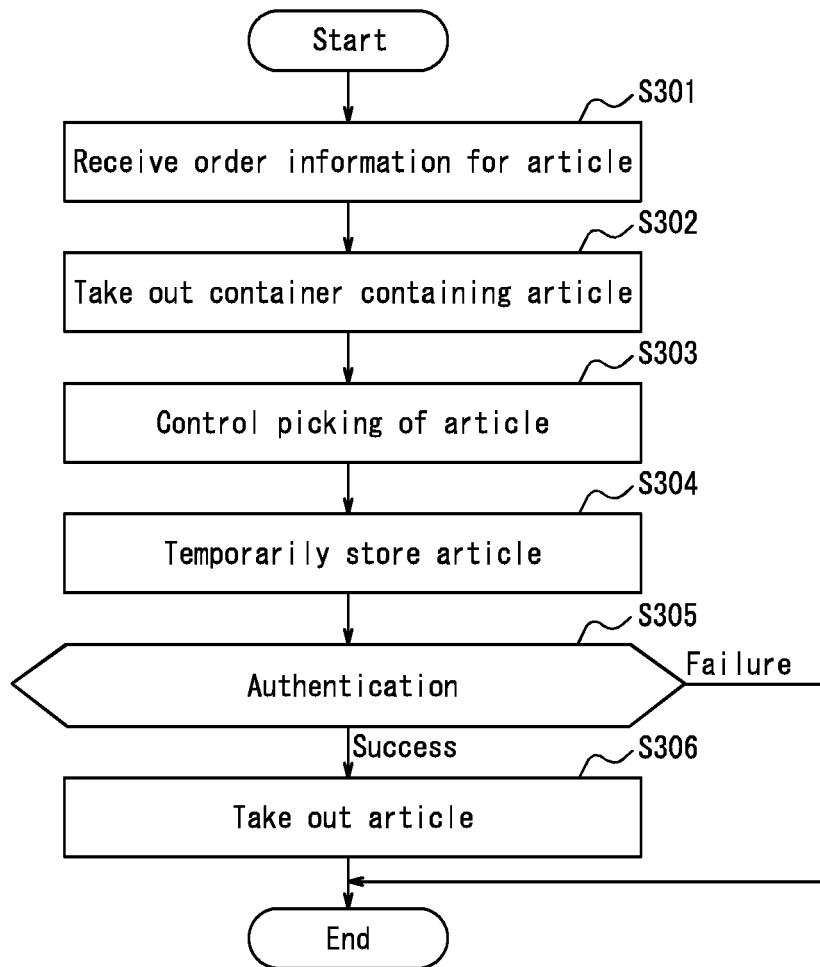 Start
S301
Receive order information for article
S302
Take out container containing article
S303
Control picking of article
S304
Temporarily store article
S305
Authentication
Failure
Success
S306
Take out article
End